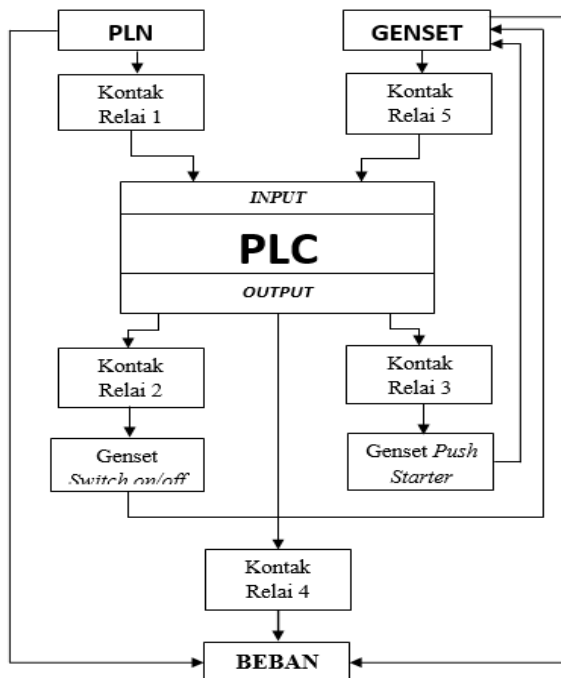 PLN
GENSET
Kontak
Relai 1
Kontak
Relai 5
INPUT
PLC
OUTPUT
Kontak
Relai 2
Kontak
Relai 3
Genset
Switch on/off
Genset Push
Starter
Kontak
Relai 4
BEBAN